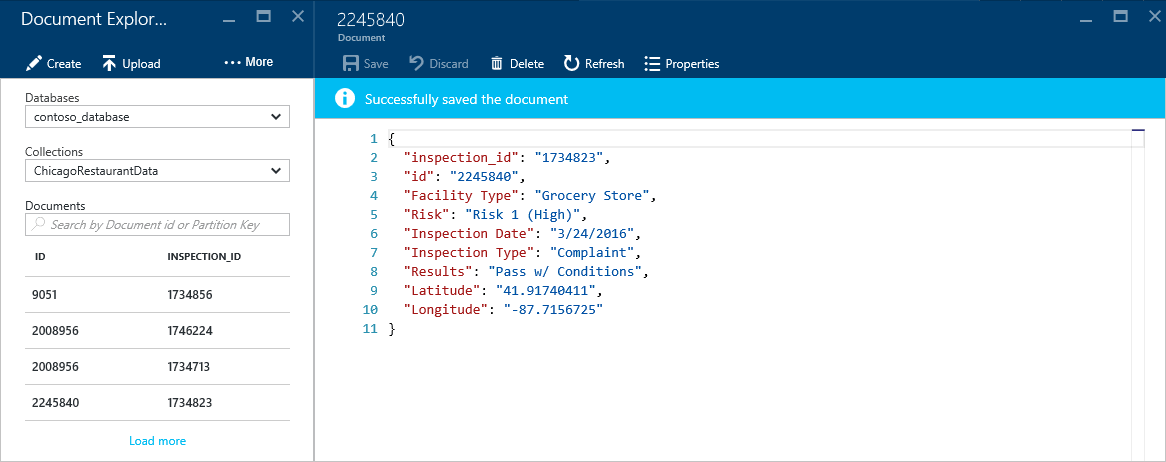 Document Explor...
Create Upload ··· More
Databases
contoso_database
Collections
ChicagoRestaurantData
Documents
Search by Document id or Partition Key
ID INSPECTION_ID
9051 1734856
2008956 1746224
2008956 1734713
2245840 1734823
Load more
2245840
Document
Save Discard Delete Refresh Properties
Successfully saved the document
1 {
2 "inspection_id": "1734823",
3 "id": "2245840",
4 "Facility Type": "Grocery Store",
5 "Risk": "Risk 1 (High)",
6 "Inspection Date": "3/24/2016",
7 "Inspection Type": "Complaint",
8 "Results": "Pass w/ Conditions",
9 "Latitude": "41.91740411",
10 "Longitude": "-87.7156725"
11 }